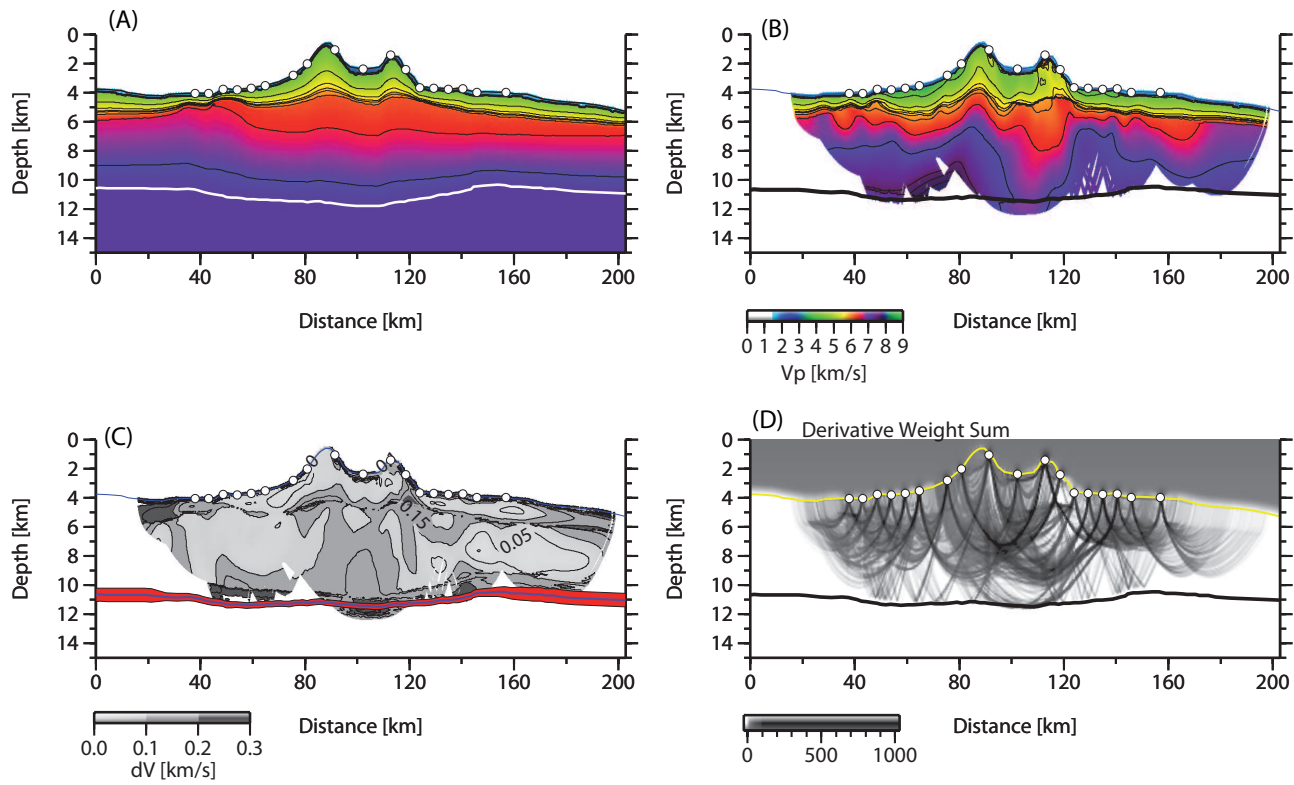 (A)
0
2
4
6
8
10
12
14
Depth [km]
0 40 80 120 160 200
Distance [km]
(B)
0
2
4
6
8
10
12
14
Depth [km]
0 40 80 120 160 200
Distance [km]
0 1 2 3 4 5 6 7 8 9
Vp [km/s]
(C)
0
2
4
6
8
10
12
14
Depth [km]
0.15
0.05
0 40 80 120 160 200
Distance [km]
0.0 0.1 0.2 0.3
dV [km/s]
(D)
Derivative Weight Sum
0
2
4
6
8
10
12
14
Depth [km]
0 40 80 120 160 200
Distance [km]
0 500 1000